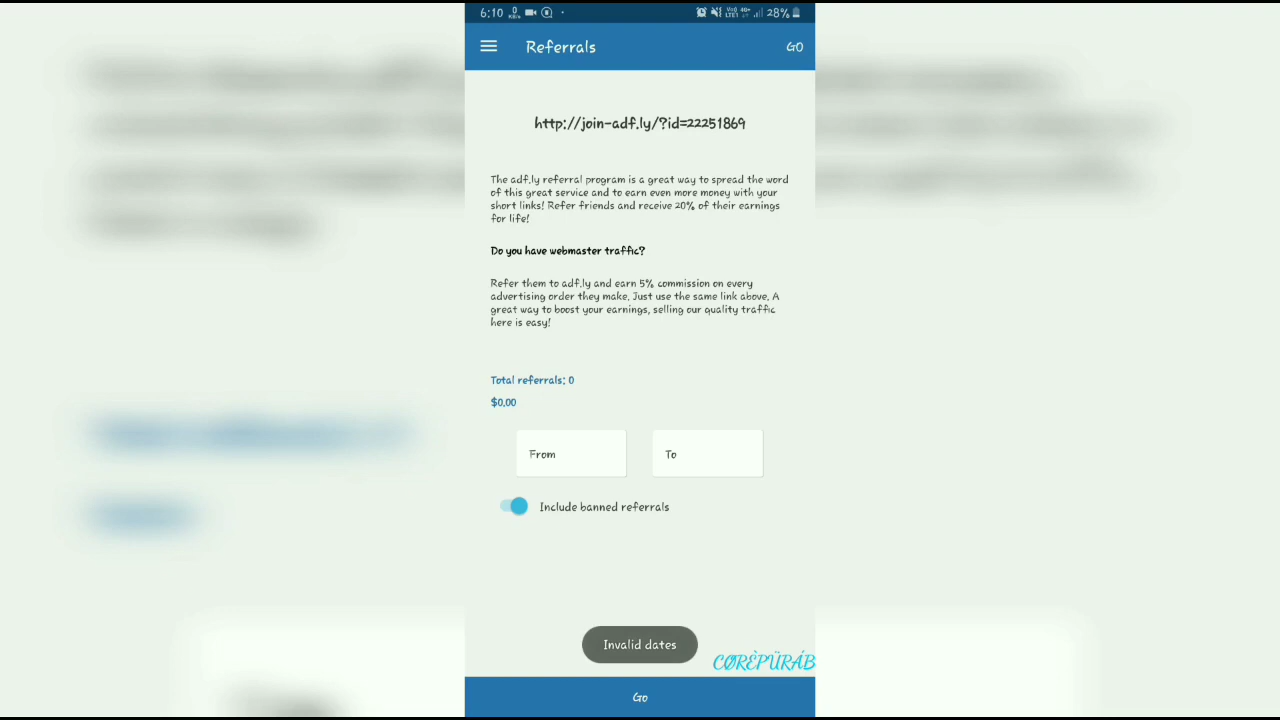 6:10 0 KB/s 28%
Referrals GO
http://join-adf.ly/?id=22251869
The adf.ly referral program is a great way to spread the word
of this great service and to earn even more money with your
short links! Refer friends and receive 20% of their earnings
for life!
Do you have webmaster traffic?
Refer them to adf.ly and earn 5% commission on every
advertising order they make. Just use the same link above. A
great way to boost your earnings, selling our quality traffic
here is easy!
Total referrals: 0
$0.00
From To
Include banned referrals
Invalid dates
CØRÈPÜRÁB
Go